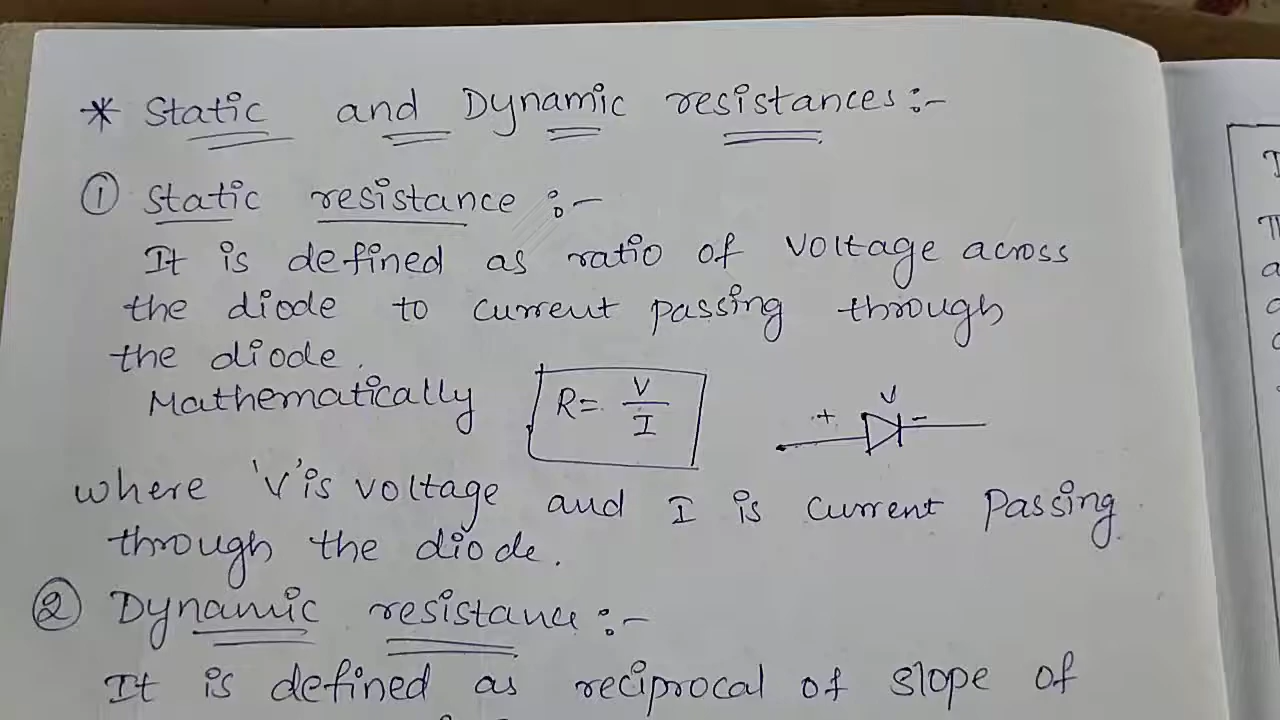 * Static and Dynamic resistances:-
① Static resistance :-
It is defined as ratio of voltage across
the diode to current passing through
the diode.
Mathematically R = V/I + V -
where 'V' is voltage and I is current passing
through the diode.
② Dynamic resistance :-
It is defined as reciprocal of slope of